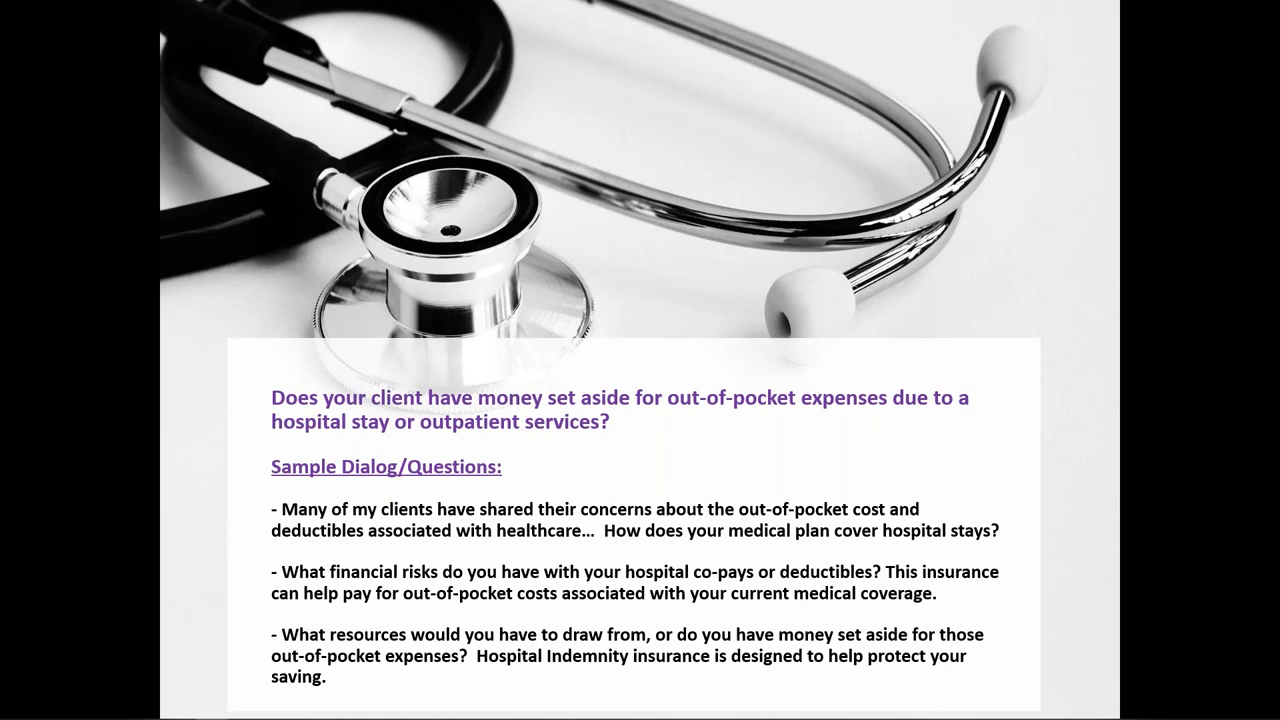 Does your client have money set aside for out-of-pocket expenses due to a
hospital stay or outpatient services?
Sample Dialog/Questions:
- Many of my clients have shared their concerns about the out-of-pocket cost and
deductibles associated with healthcare...  How does your medical plan cover hospital stays?
- What financial risks do you have with your hospital co-pays or deductibles? This insurance
can help pay for out-of-pocket costs associated with your current medical coverage.
- What resources would you have to draw from, or do you have money set aside for those
out-of-pocket expenses?  Hospital Indemnity insurance is designed to help protect your
saving.